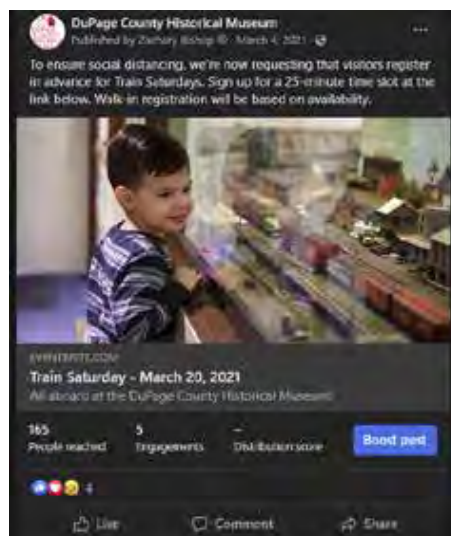 DuPage County Historical Museum
Published by Zachary Bishop · March 4, 2021 ·
To ensure social distancing, we're now requesting that visitors register
in advance for Train Saturdays. Sign up for a 25-minute time slot at the
link below. Walk-in registration will be based on availability.
EVENTBRITE.COM
Train Saturday - March 20, 2021
All aboard at the DuPage County Historical Museum!
165
People reached
5
Engagements
--
Distribution score
Boost post
4
Like
Comment
Share